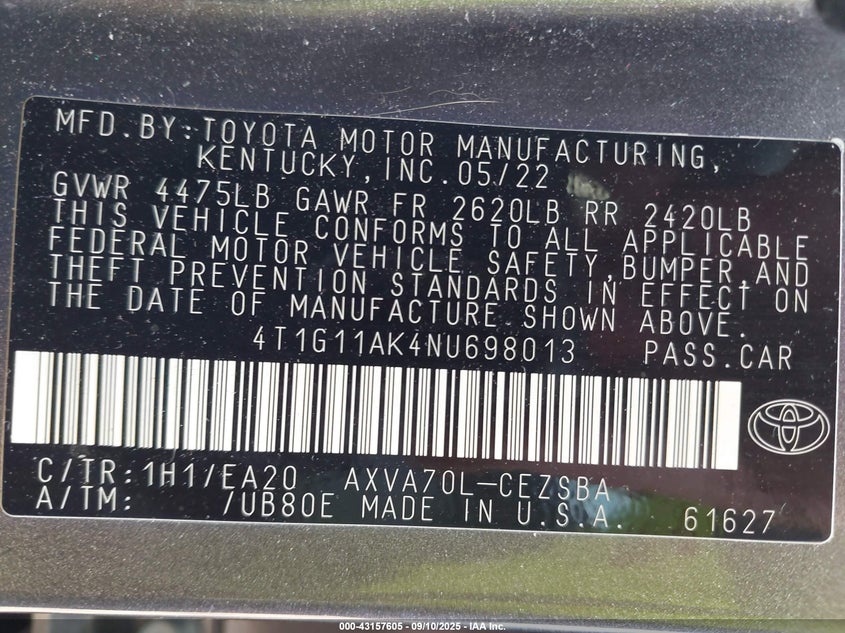 MFD.BY:TOYOTA MOTOR MANUFACTURING,
KENTUCKY,INC.05/22
GVWR 4475LB GAWR FR 2620LB RR 2420LB
THIS VEHICLE CONFORMS TO ALL APPLICABLE
FEDERAL MOTOR VEHICLE SAFETY,BUMPER,AND
THEFT PREVENTION STANDARDS IN EFFECT ON
THE DATE OF MANUFACTURE SHOWN ABOVE.
4T1G11AK4NU698013 PASS.CAR
C/TR:1H1/EA20 AXVA70L-CEZSBA
A/TM: /UB80E MADE IN U.S.A. 61627
000-43157605 - 09/10/2025 - IAA Inc.